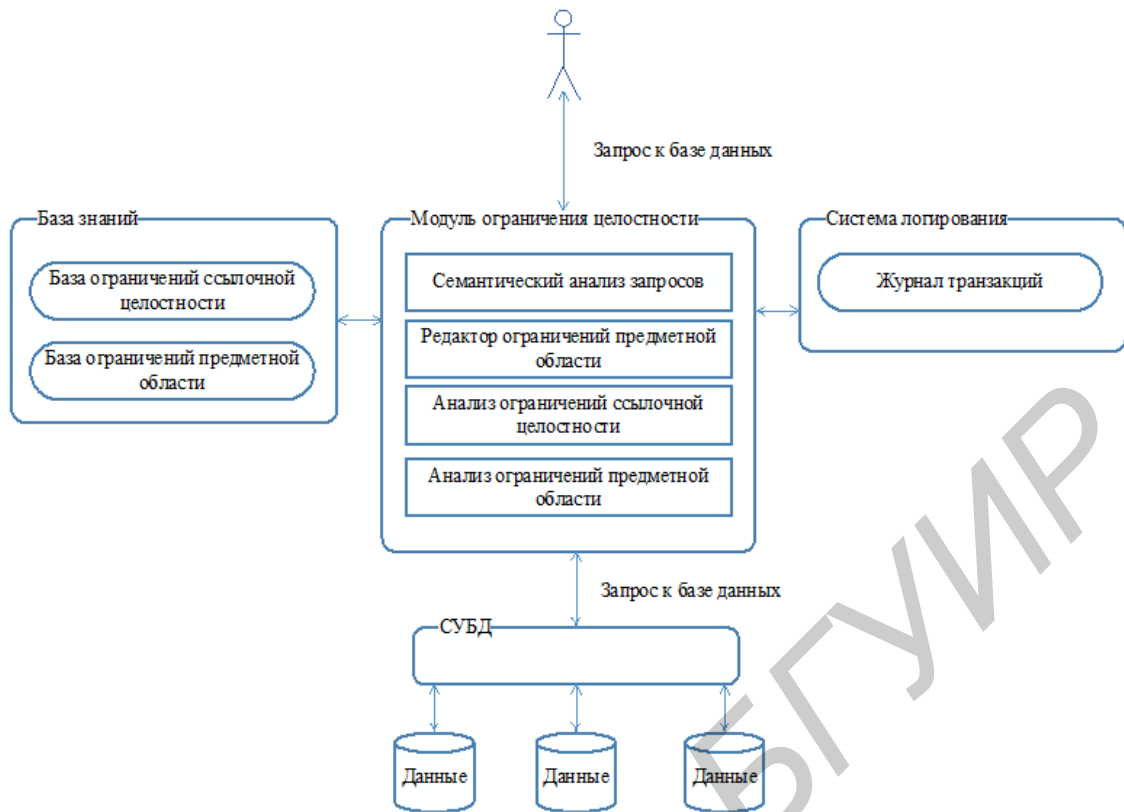 Запрос к базе данных
База знаний
База ограничений ссылочной
целостности
База ограничений предметной
области
Модуль ограничения целостности
Семантический анализ запросов
Редактор ограничений предметной
области
Анализ ограничений ссылочной
целостности
Анализ ограничений предметной
области
Система логирования
Журнал транзакций
Запрос к базе данных
СУБД
Данные
Данные
Данные
БГУИР